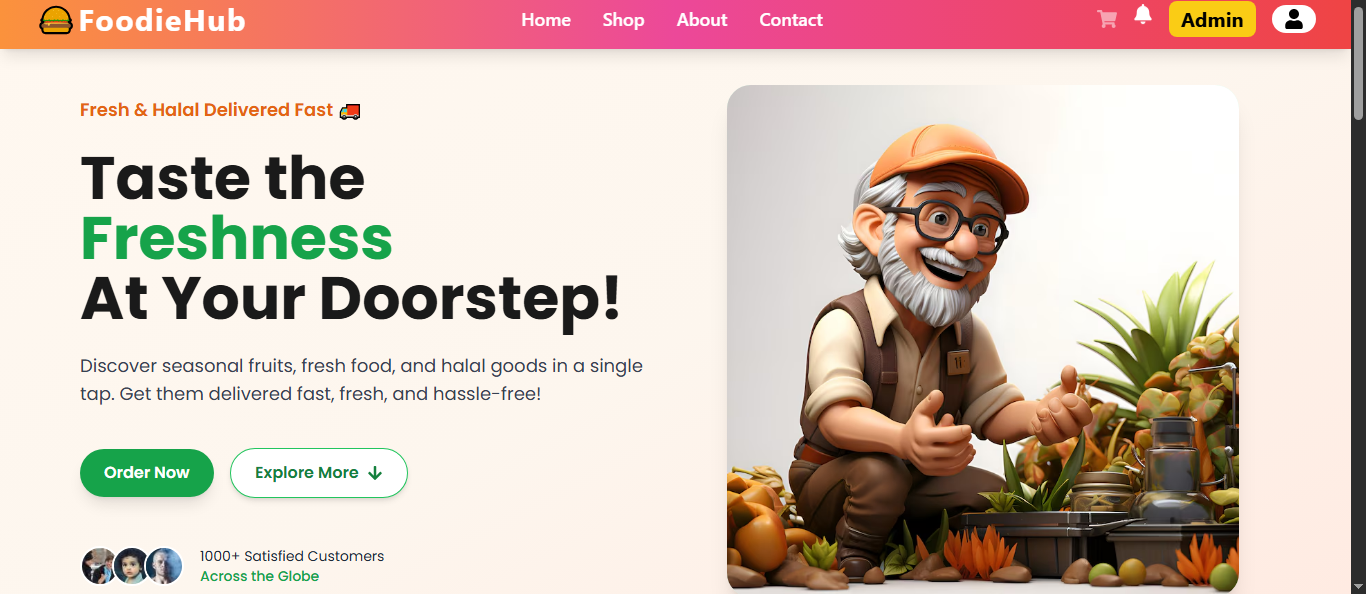 FoodieHub
Home Shop About Contact
Admin
Fresh & Halal Delivered Fast 🚚
Taste the
Freshness
At Your Doorstep!
Discover seasonal fruits, fresh food, and halal goods in a single
tap. Get them delivered fast, fresh, and hassle-free!
Order Now
Explore More ↓
1000+ Satisfied Customers
Across the Globe